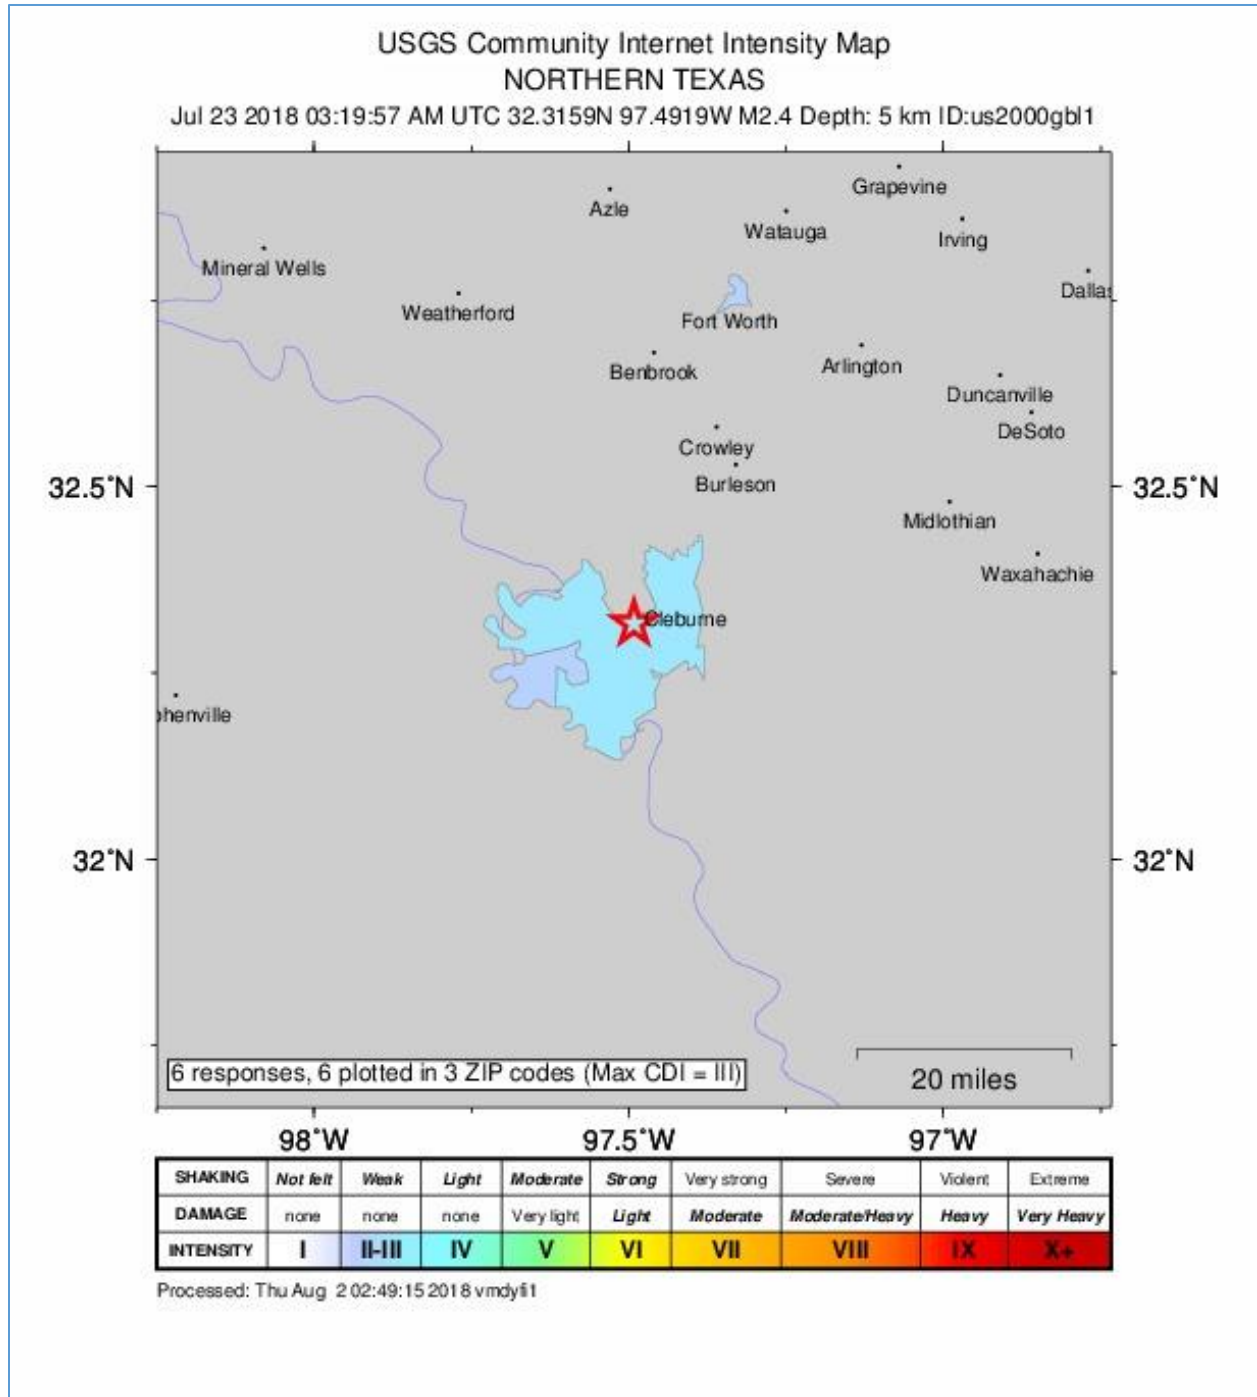 USGS Community Internet Intensity Map
NORTHERN TEXAS
Jul 23 2018 03:19:57 AM UTC 32.3159N 97.4919W M2.4 Depth: 5 km ID:us2000gbl1
Grapevine
Azle
Watauga
Irving
Mineral Wells
Dallas
Weatherford
Fort Worth
Arlington
Benbrook
Duncanville
DeSoto
Crowley
Burleson
32.5°N
32.5°N
Midlothian
Waxahachie
Cleburne
phenville
32°N
32°N
6 responses, 6 plotted in 3 ZIP codes (Max CDI = III)
20 miles
98°W 97.5°W 97°W
SHAKING Not felt Weak Light Moderate Strong Very strong Severe Violent Extreme
DAMAGE none none none Very light Light Moderate Moderate/Heavy Heavy Very Heavy
INTENSITY I II-III IV V VI VII VIII IX X+
Processed: Thu Aug 2 02:49:15 2018 vmdyfi1